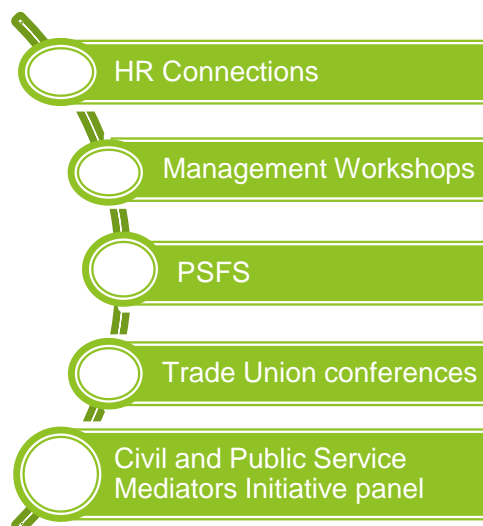 HR Connections
Management Workshops
PSFS
Trade Union conferences
Civil and Public Service
Mediators Initiative panel